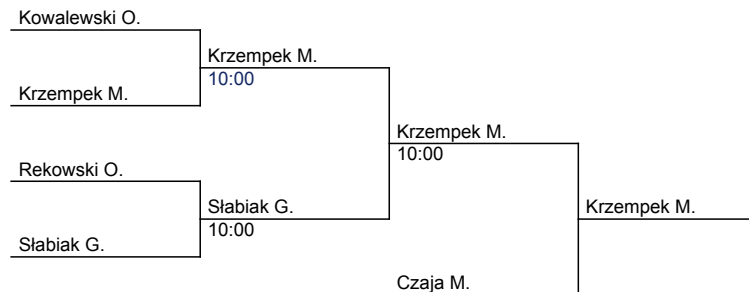 Kowalewski O.
Krzempek M.
10:00
Krzempek M.
Krzempek M.
10:00
Rekowski O.
Słabiak G.
10:00
Krzempek M.
Słabiak G.
Czaja M.